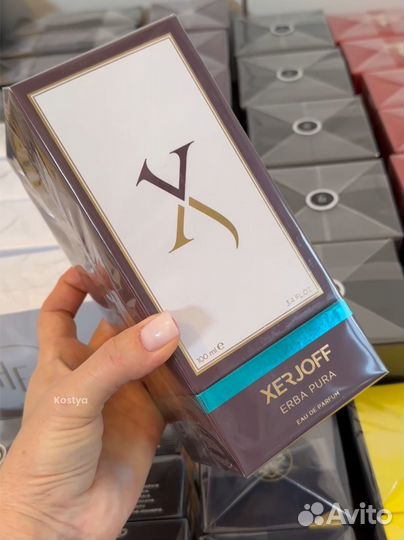 100 ml e
3.4 FL.OZ
XERJOFF
ERBA PURA
EAU DE PARFUM
Kostya
Avito